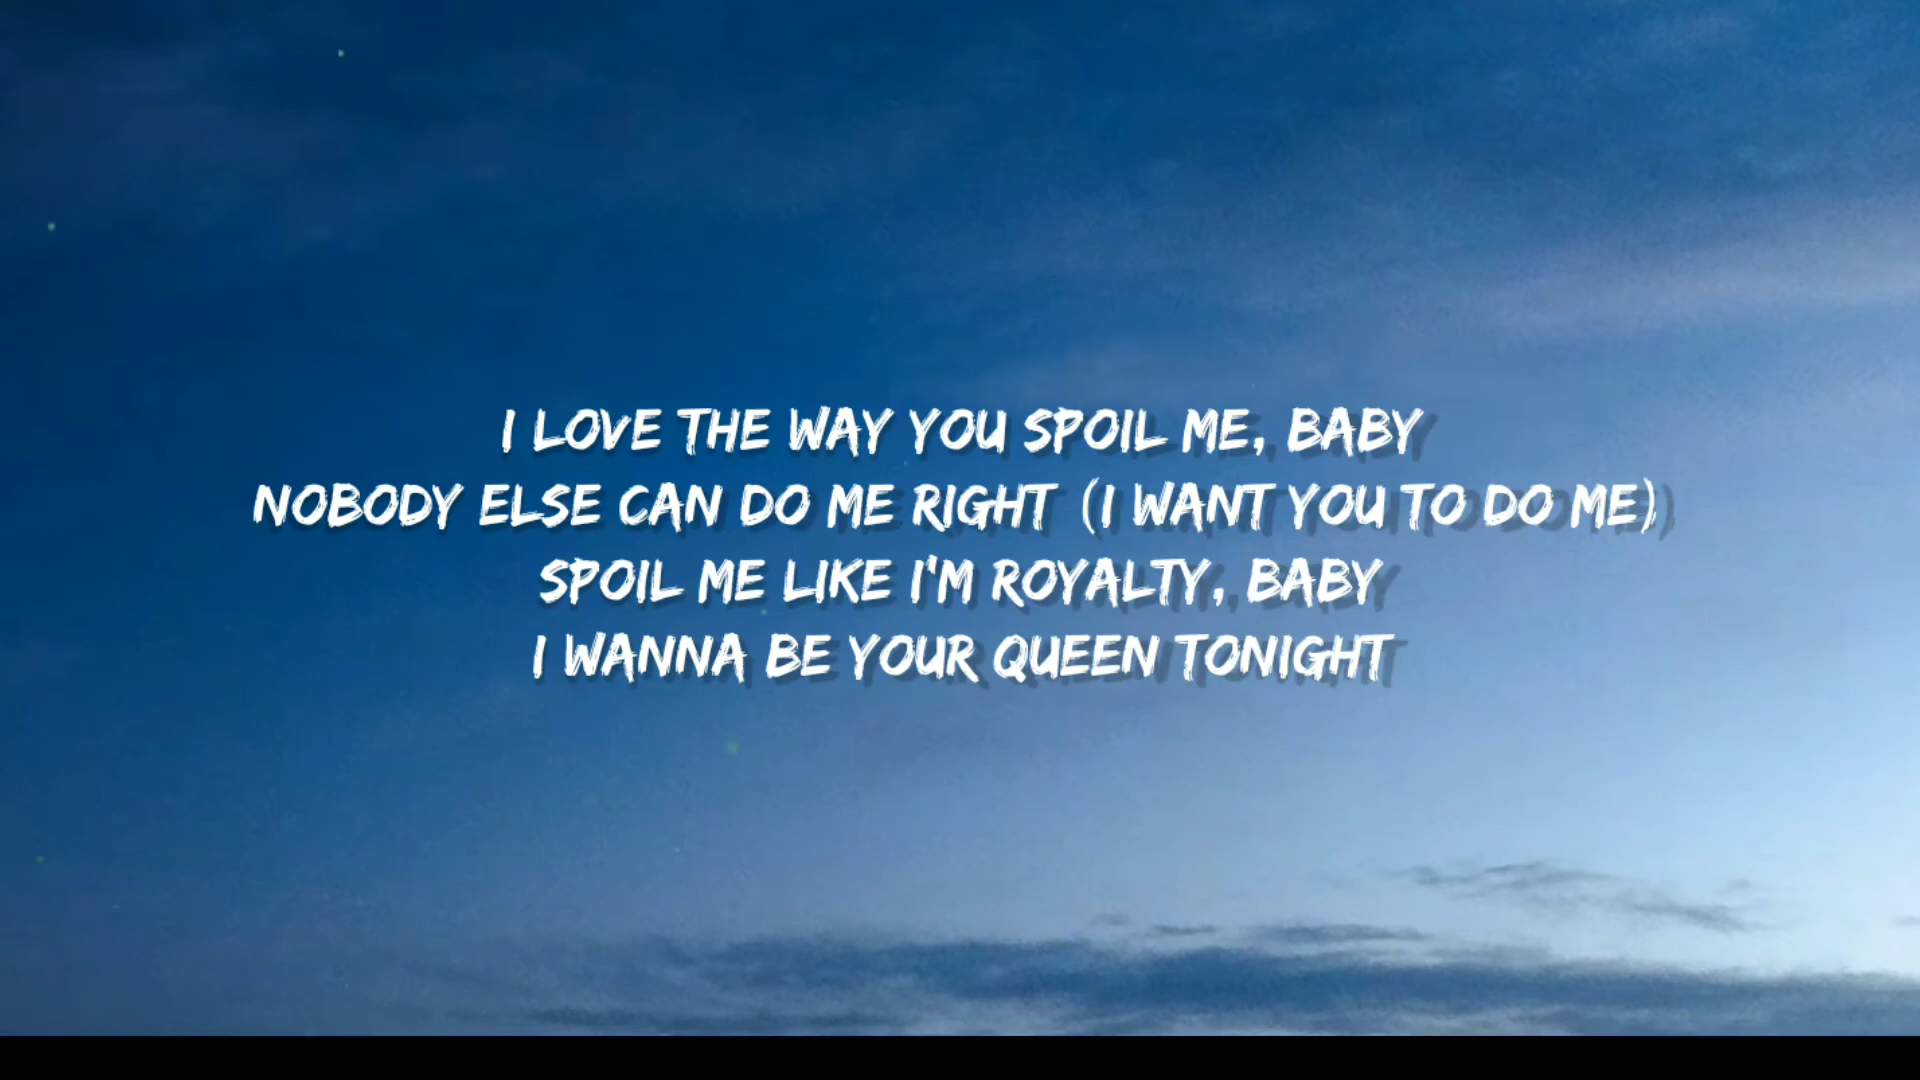 I LOVE THE WAY YOU SPOIL ME, BABY
NOBODY ELSE CAN DO ME RIGHT (I WANT YOU TO DO ME)
SPOIL ME LIKE I'M ROYALTY, BABY
I WANNA BE YOUR QUEEN TONIGHT